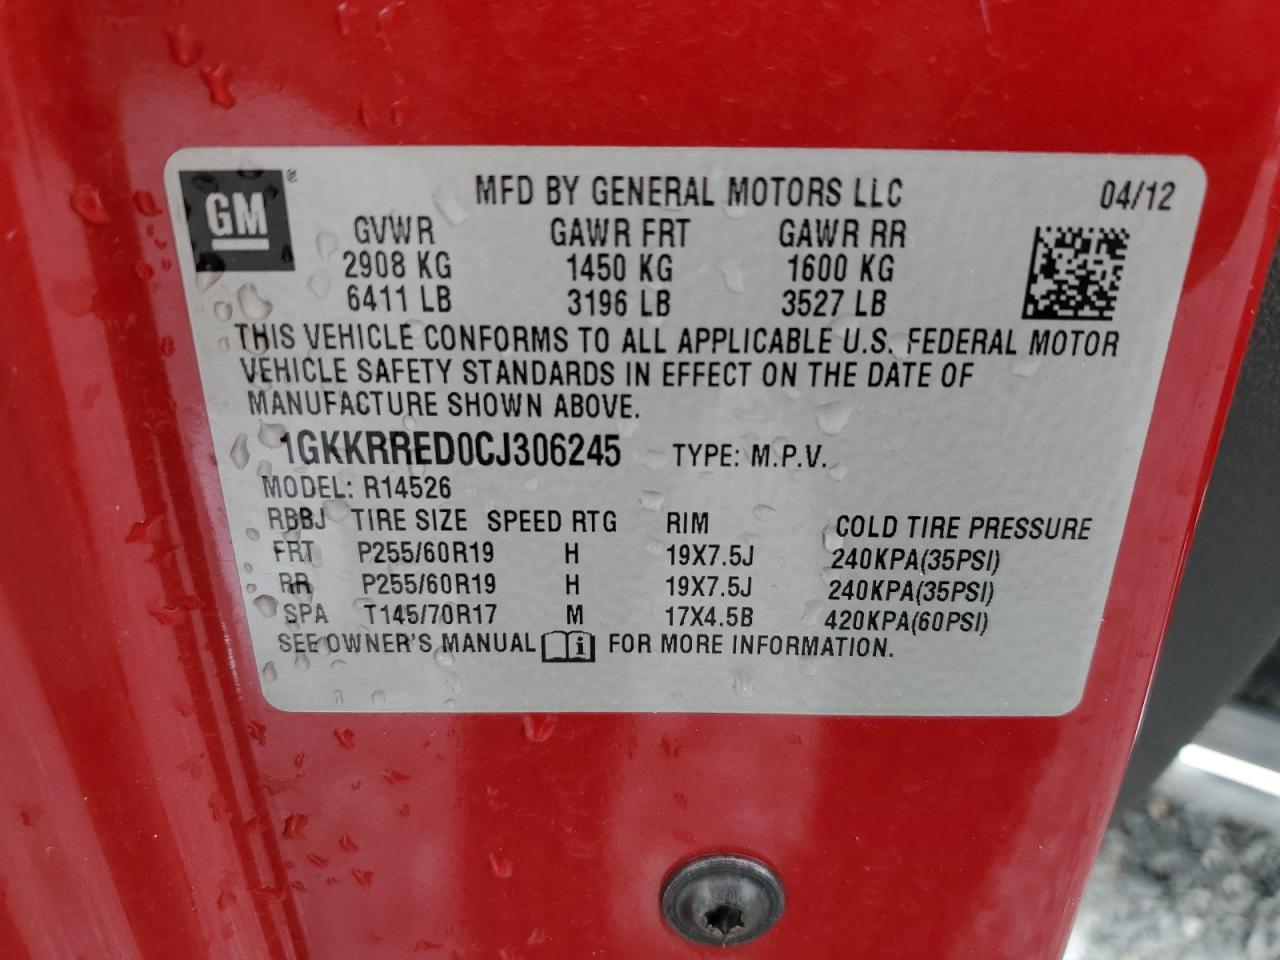 GM®
MFD BY GENERAL MOTORS LLC 04/12
GVWR GAWR FRT GAWR RR
2908 KG 1450 KG 1600 KG
6411 LB 3196 LB 3527 LB
THIS VEHICLE CONFORMS TO ALL APPLICABLE U.S. FEDERAL MOTOR
VEHICLE SAFETY STANDARDS IN EFFECT ON THE DATE OF
MANUFACTURE SHOWN ABOVE.
1GKKRRED0CJ306245 TYPE: M.P.V.
MODEL: R14526
RBBJ TIRE SIZE SPEED RTG RIM COLD TIRE PRESSURE
FRT P255/60R19 H 19X7.5J 240KPA(35PSI)
RR P255/60R19 H 19X7.5J 240KPA(35PSI)
SPA T145/70R17 M 17X4.5B 420KPA(60PSI)
SEE OWNER'S MANUAL i FOR MORE INFORMATION.